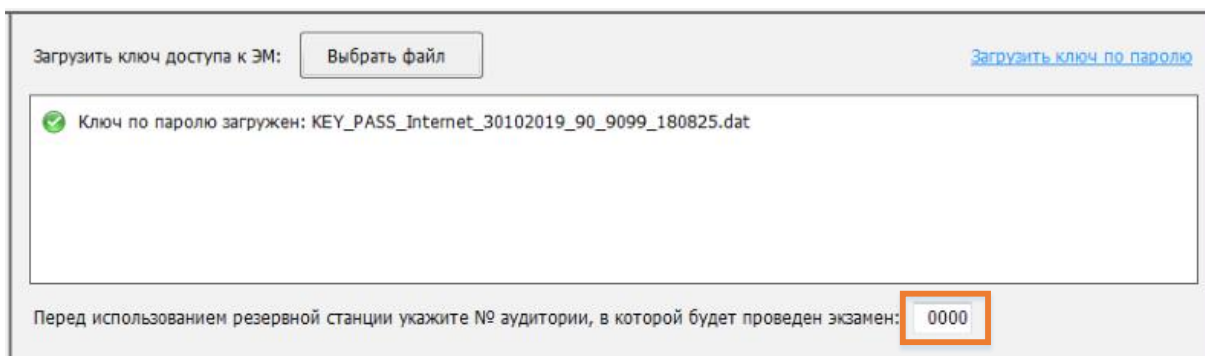 Загрузить ключ доступа к ЭМ: Выбрать файл Загрузить ключ по паролю
Ключ по паролю загружен: KEY_PASS_Internet_30102019_90_9099_180825.dat
Перед использованием резервной станции укажите № аудитории, в которой будет проведен экзамен: 0000